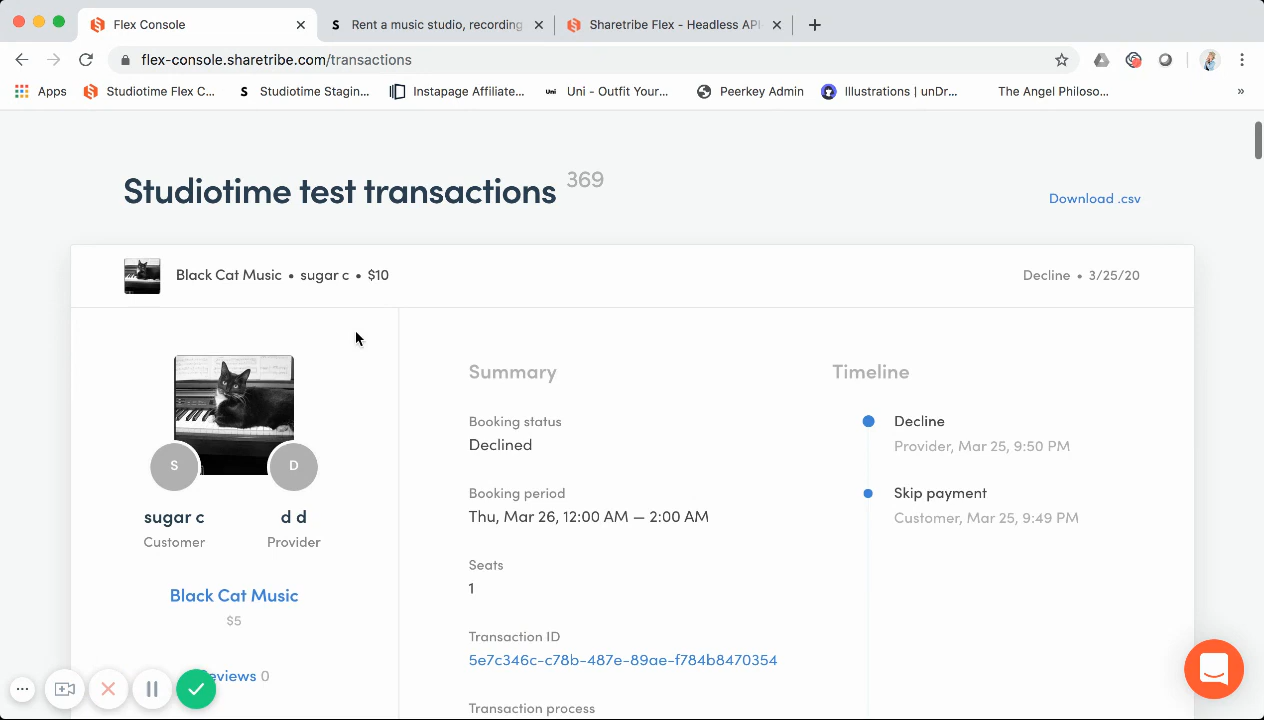 Flex Console
Rent a music studio, recording
Sharetribe Flex - Headless API
flex-console.sharetribe.com/transactions
Apps
Studiotime Flex C...
S
Studiotime Stagin...
Instapage Affiliate...
Uni
Uni - Outfit Your...
Peerkey Admin
Illustrations | unDr...
The Angel Philoso...
»
Studiotime test transactions 369
Download .csv
Black Cat Music • sugar c • $10
Decline • 3/25/20
Summary
Timeline
Booking status
Declined
Decline
Provider, Mar 25, 9:50 PM
Booking period
Thu, Mar 26, 12:00 AM — 2:00 AM
Skip payment
Customer, Mar 25, 9:49 PM
S
D
sugar c
d d
Customer
Provider
Seats
1
Black Cat Music
$5
Transaction ID
5e7c346c-c78b-487e-89ae-f784b8470354
eviews 0
Transaction process